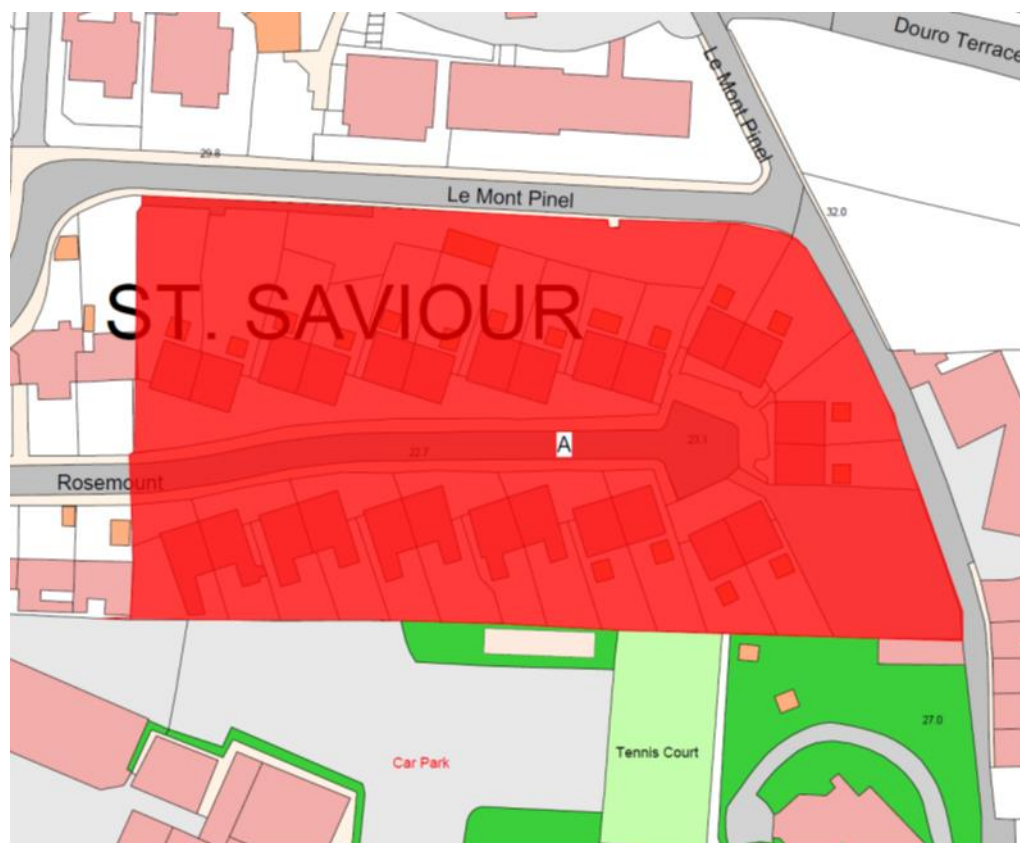 Douro Terrace
Le Mont Pinel
29.8
Le Mont Pinel
32.0
ST. SAVIOUR
A
23.1
22.7
Rosemount
27.0
Tennis Court
Car Park